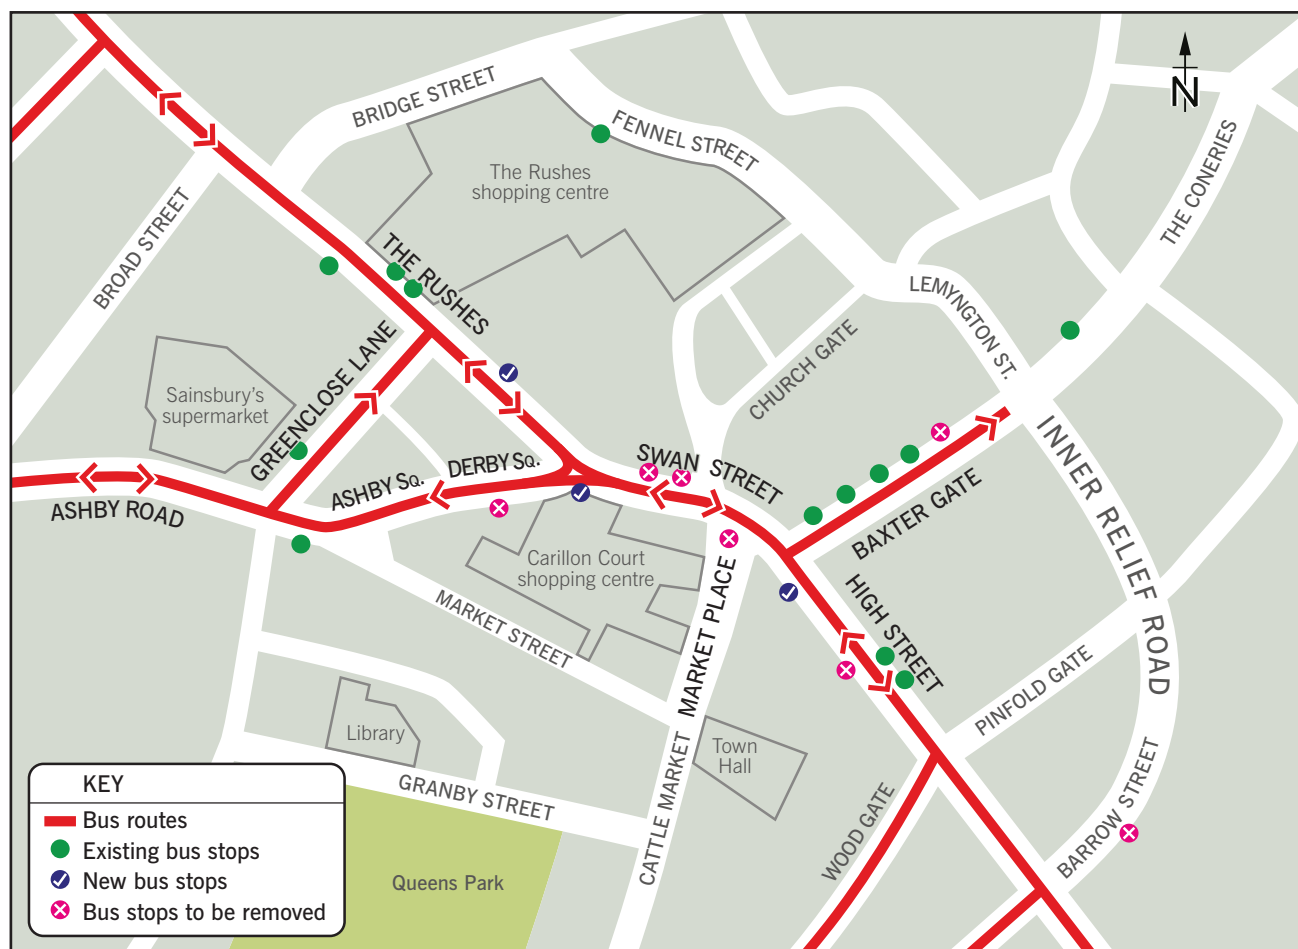 BRIDGE STREET
FENNEL STREET
N
The Rushes
shopping centre
THE CONERIES
BROAD STREET
THE RUSHES
LEMYNGTON ST.
CHURCH GATE
GREENCLOSE LANE
Sainsbury's
supermarket
ASHBY ROAD
ASHBY SQ.
DERBY SQ.
SWAN STREET
INNER RELIEF ROAD
BAXTER GATE
Carillon Court
shopping centre
MARKET PLACE
HIGH STREET
MARKET STREET
PINFOLD GATE
Library
Town
Hall
GRANBY STREET
CATTLE MARKET
WOOD GATE
BARROW STREET
Queens Park
KEY
Bus routes
Existing bus stops
New bus stops
Bus stops to be removed